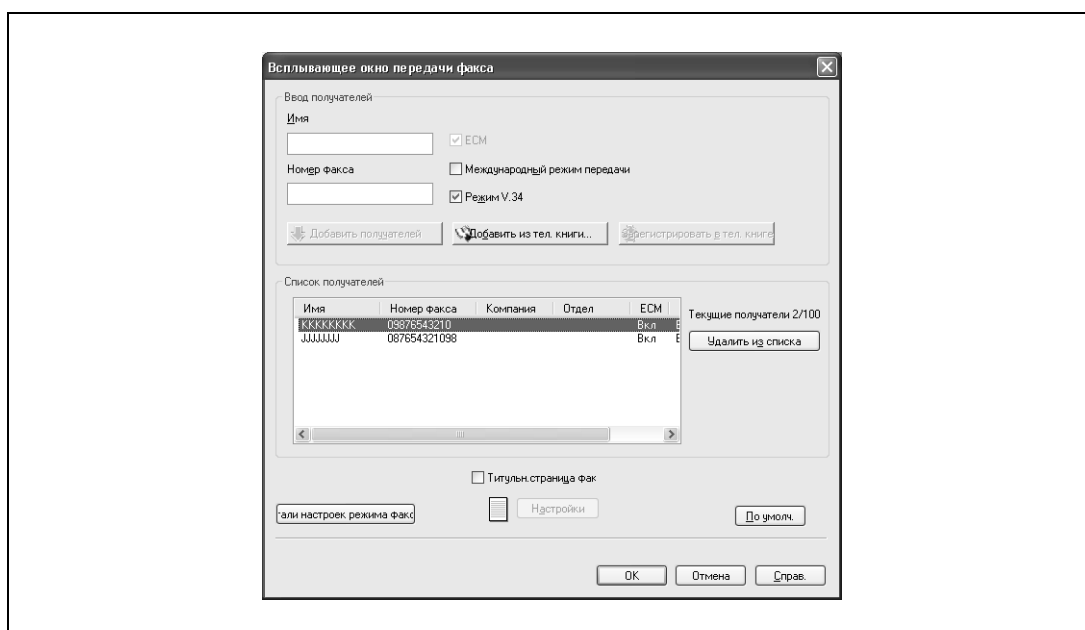 Всплывающее окно передачи факса
Ввод получателей
Имя
ECM
Номер факса
Международный режим передачи
Режим V.34
Добавить получателей
Добавить из тел. книги...
Зарегистрировать в тел. книге
Список получателей
Имя Номер факса Компания Отдел ECM
KKKKKKKK 09876543210 Вкл
JJJJJJJJ 087654321098 Вкл
Текущие получатели 2/100
Удалить из списка
Титульн.страница фак
тали настроек режима факс
Настройки
По умолч.
OK Отмена Справ.